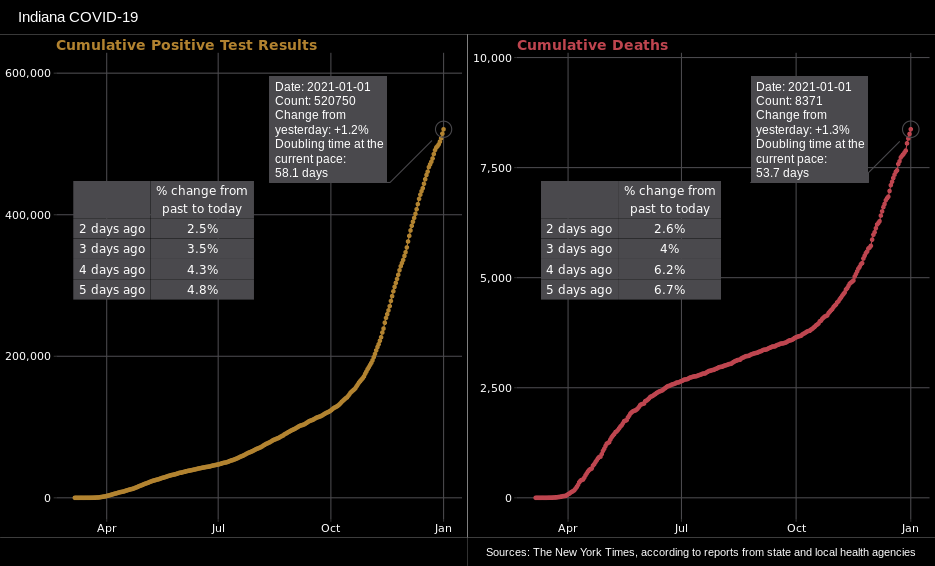 Indiana COVID-19
Cumulative Positive Test Results
600,000
400,000
200,000
0
Apr
Jul
Oct
Jan
Date: 2021-01-01
Count: 520750
Change from
yesterday: +1.2%
Doubling time at the
current pace:
58.1 days
% change from
past to today
2 days ago 2.5%
3 days ago 3.5%
4 days ago 4.3%
5 days ago 4.8%
Cumulative Deaths
10,000
7,500
5,000
2,500
0
Apr
Jul
Oct
Jan
Date: 2021-01-01
Count: 8371
Change from
yesterday: +1.3%
Doubling time at the
current pace:
53.7 days
% change from
past to today
2 days ago 2.6%
3 days ago 4%
4 days ago 6.2%
5 days ago 6.7%
Sources: The New York Times, according to reports from state and local health agencies